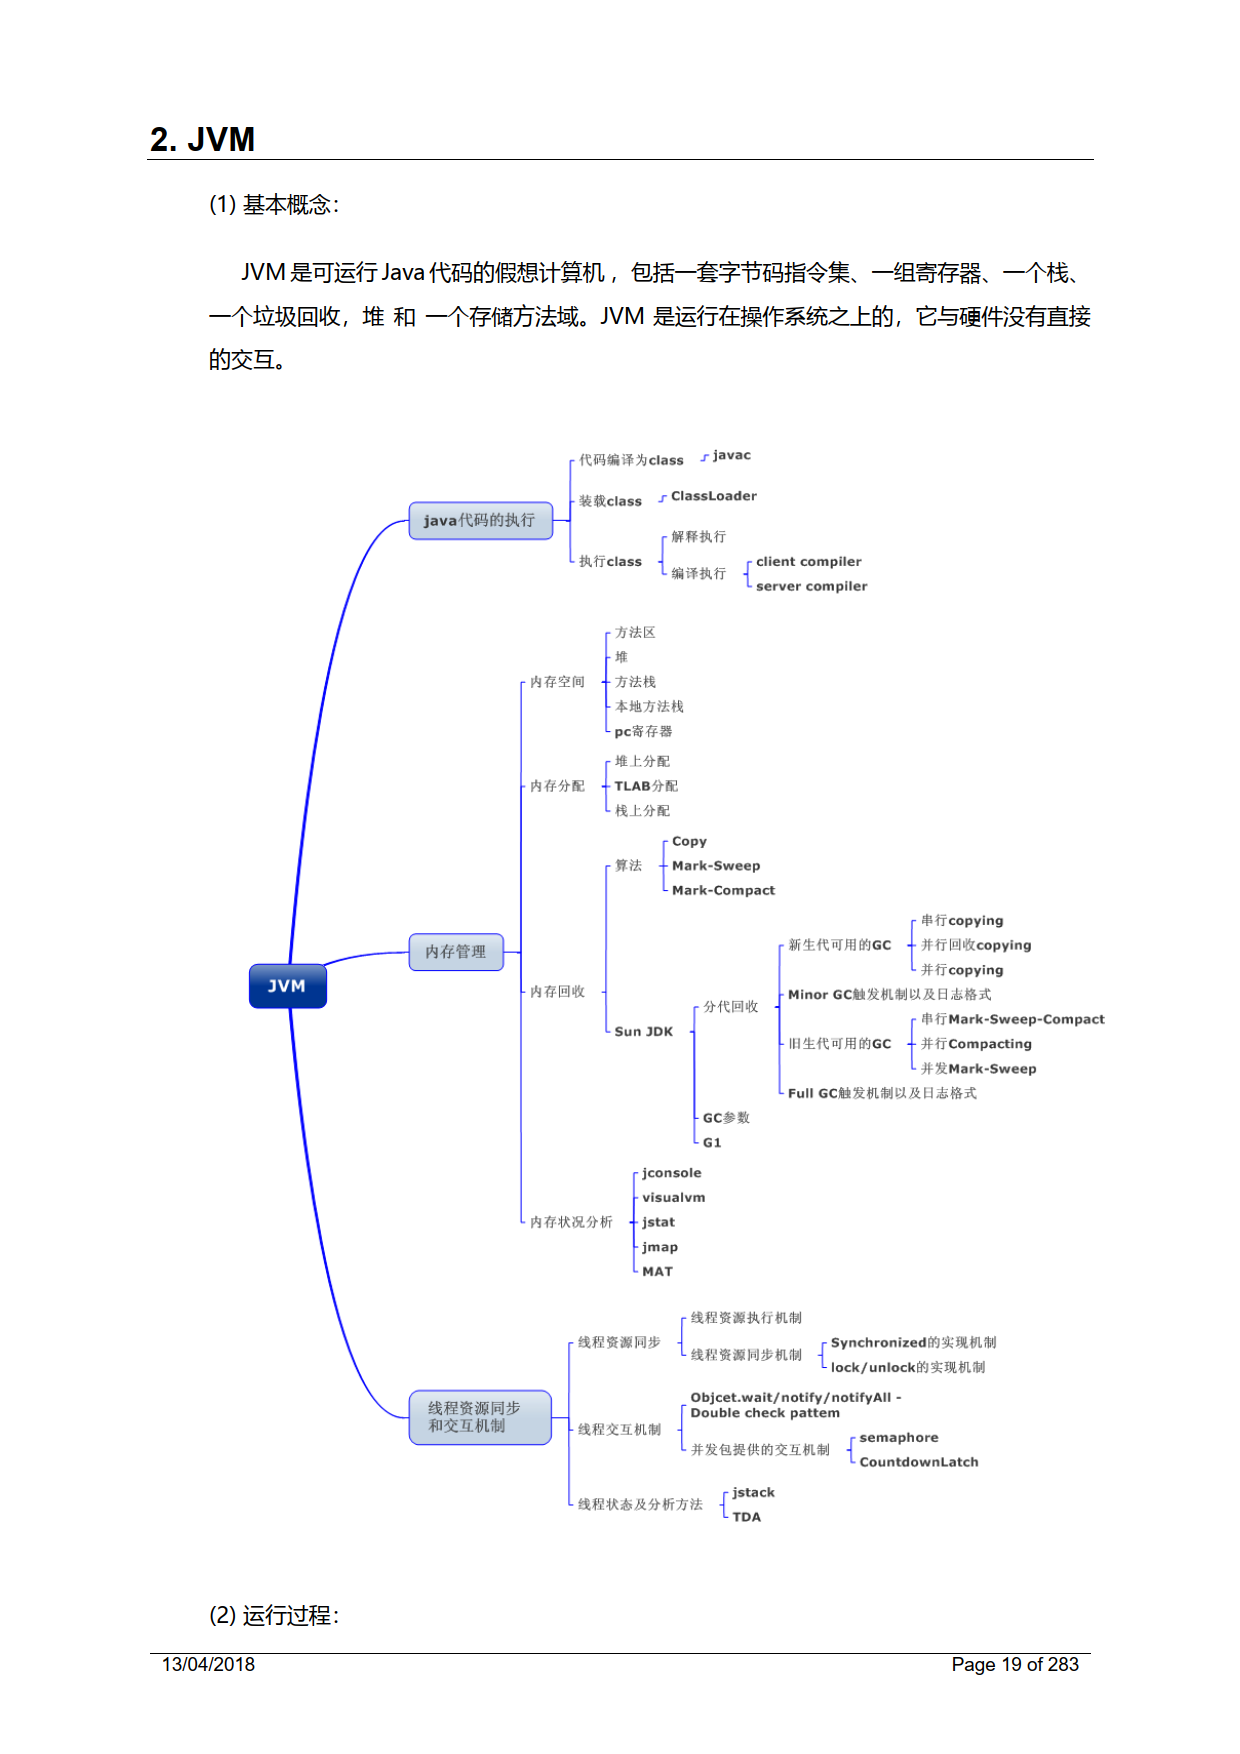 2. JVM
(1) 基本概念：
JVM 是可运行 Java 代码的假想计算机 ，包括一套字节码指令集、一组寄存器、一个栈、
一个垃圾回收，堆 和 一个存储方法域。JVM 是运行在操作系统之上的，它与硬件没有直接
的交互。
代码编译为class
javac
装载class
ClassLoader
java代码的执行
解释执行
执行class
编译执行
client compiler
server compiler
方法区
堆
内存空间
方法栈
本地方法栈
pc寄存器
堆上分配
内存分配
TLAB分配
栈上分配
Copy
算法
Mark-Sweep
Mark-Compact
串行copying
新生代可用的GC
并行回收copying
内存管理
并行copying
JVM
内存回收
Minor GC触发机制以及日志格式
分代回收
串行Mark-Sweep-Compact
Sun JDK
旧生代可用的GC
并行Compacting
并发Mark-Sweep
Full GC触发机制以及日志格式
GC参数
G1
jconsole
visualvm
内存状况分析
jstat
jmap
MAT
线程资源执行机制
线程资源同步
线程资源同步机制
Synchronized的实现机制
lock/unlock的实现机制
线程资源同步
和交互机制
Objcet.wait/notify/notifyAll -
Double check pattem
线程交互机制
并发包提供的交互机制
semaphore
CountdownLatch
线程状态及分析方法
jstack
TDA
(2) 运行过程：
13/04/2018
Page 19 of 283